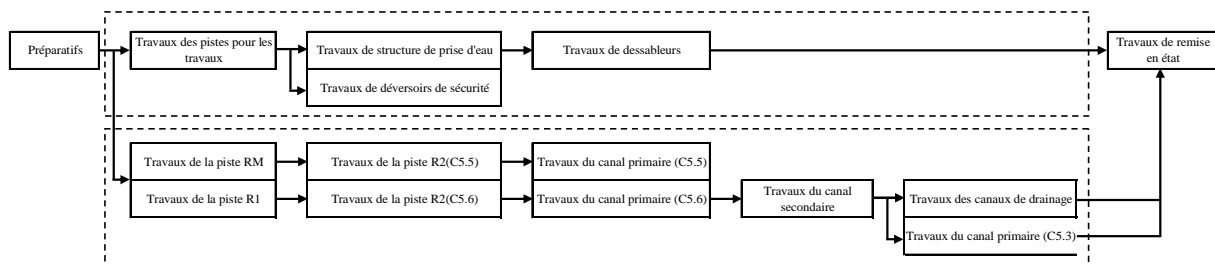 Préparatifs
Travaux des pistes pour les
travaux
Travaux de structure de prise d'eau
Travaux de déversoirs de sécurité
Travaux de dessableurs
Travaux de remise
en état
Travaux de la piste RM
Travaux de la piste R1
Travaux de la piste R2(C5.5)
Travaux de la piste R2(C5.6)
Travaux du canal primaire (C5.5)
Travaux du canal primaire (C5.6)
Travaux du canal
secondaire
Travaux des canaux de drainage
Travaux du canal primaire (C5.3)